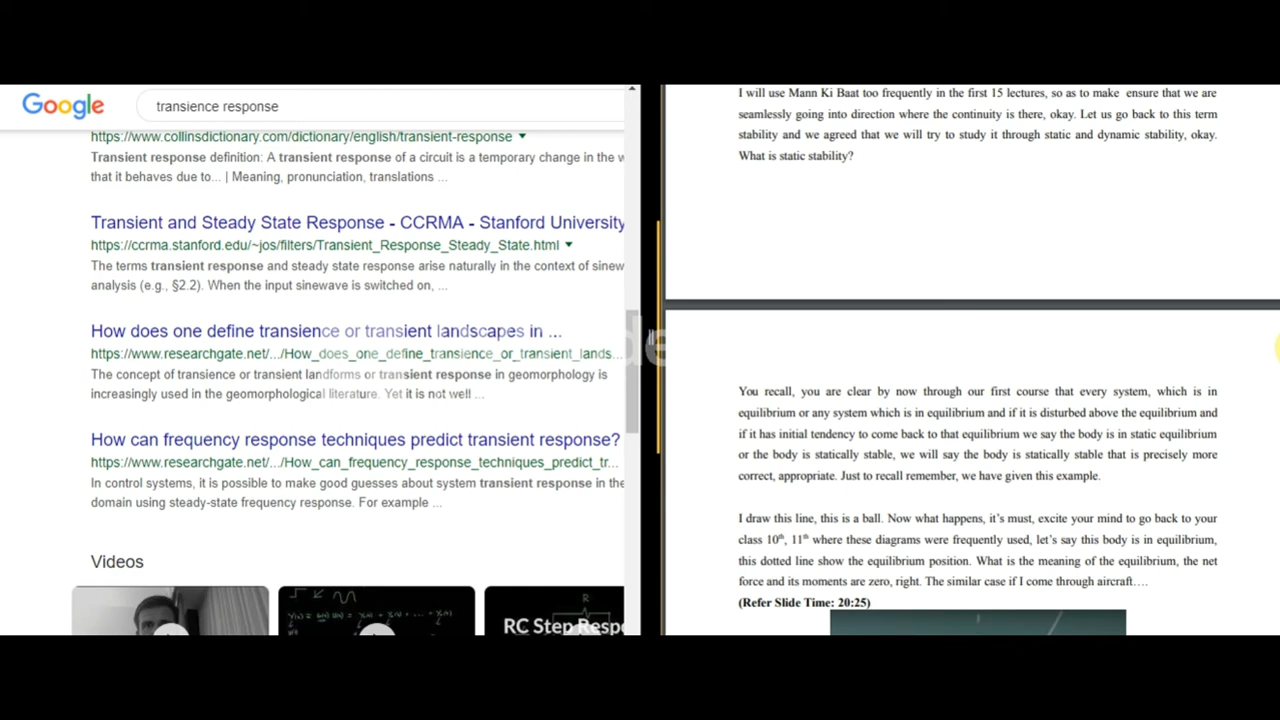 Google
transience response
https://www.collinsdictionary.com/dictionary/english/transient-response
Transient response definition: A transient response of a circuit is a temporary change in the w
that it behaves due to... | Meaning, pronunciation, translations ...
Transient and Steady State Response - CCRMA - Stanford University
https://ccrma.stanford.edu/~jos/filters/Transient_Response_Steady_State.html
The terms transient response and steady state response arise naturally in the context of sinew
analysis (e.g., §2.2). When the input sinewave is switched on, ...
How does one define transience or transient landscapes in ...
https://www.researchgate.net/.../How_does_one_define_transience_or_transient_lands...
The concept of transience or transient landforms or transient response in geomorphology is
increasingly used in the geomorphological literature. Yet it is not well ...
How can frequency response techniques predict transient response?
https://www.researchgate.net/.../How_can_frequency_response_techniques_predict_tr...
In control systems, it is possible to make good guesses about system transient response in the
domain using steady-state frequency response. For example ...
Videos
R
RC Step Respo
I will use Mann Ki Baat too frequently in the first 15 lectures, so as to make ensure that we are
seamlessly going into direction where the continuity is there, okay. Let us go back to this term
stability and we agreed that we will try to study it through static and dynamic stability, okay.
What is static stability?
You recall, you are clear by now through our first course that every system, which is in
equilibrium or any system which is in equilibrium and if it is disturbed above the equilibrium and
if it has initial tendency to come back to that equilibrium we say the body is in static equilibrium
or the body is statically stable, we will say the body is statically stable that is precisely more
correct, appropriate. Just to recall remember, we have given this example.
I draw this line, this is a ball. Now what happens, it's must, excite your mind to go back to your
class 10th, 11th where these diagrams were frequently used, let's say this body is in equilibrium,
this dotted line show the equilibrium position. What is the meaning of the equilibrium, the net
force and its moments are zero, right. The similar case if I come through aircraft….
(Refer Slide Time: 20:25)